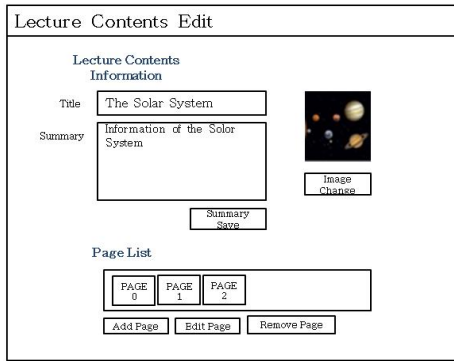 Lecture Contents Edit
Lecture Contents
Information
Title
The Solar System
Summary
Information of the Solor
System
Image
Change
Summary
Save
Page List
PAGE
0
PAGE
1
PAGE
2
Add Page
Edit Page
Remove Page